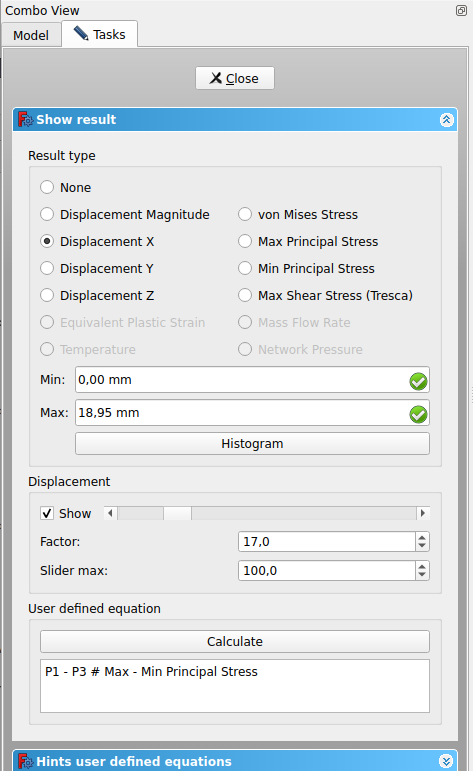 Combo View
Model
Tasks
Close
Show result
Result type
None
Displacement Magnitude
von Mises Stress
Displacement X
Max Principal Stress
Displacement Y
Min Principal Stress
Displacement Z
Max Shear Stress (Tresca)
Equivalent Plastic Strain
Mass Flow Rate
Temperature
Network Pressure
Min: 0,00 mm
Max: 18,95 mm
Histogram
Displacement
Show
Factor: 17,0
Slider max: 100,0
User defined equation
Calculate
P1 - P3 # Max - Min Principal Stress
Hints user defined equations